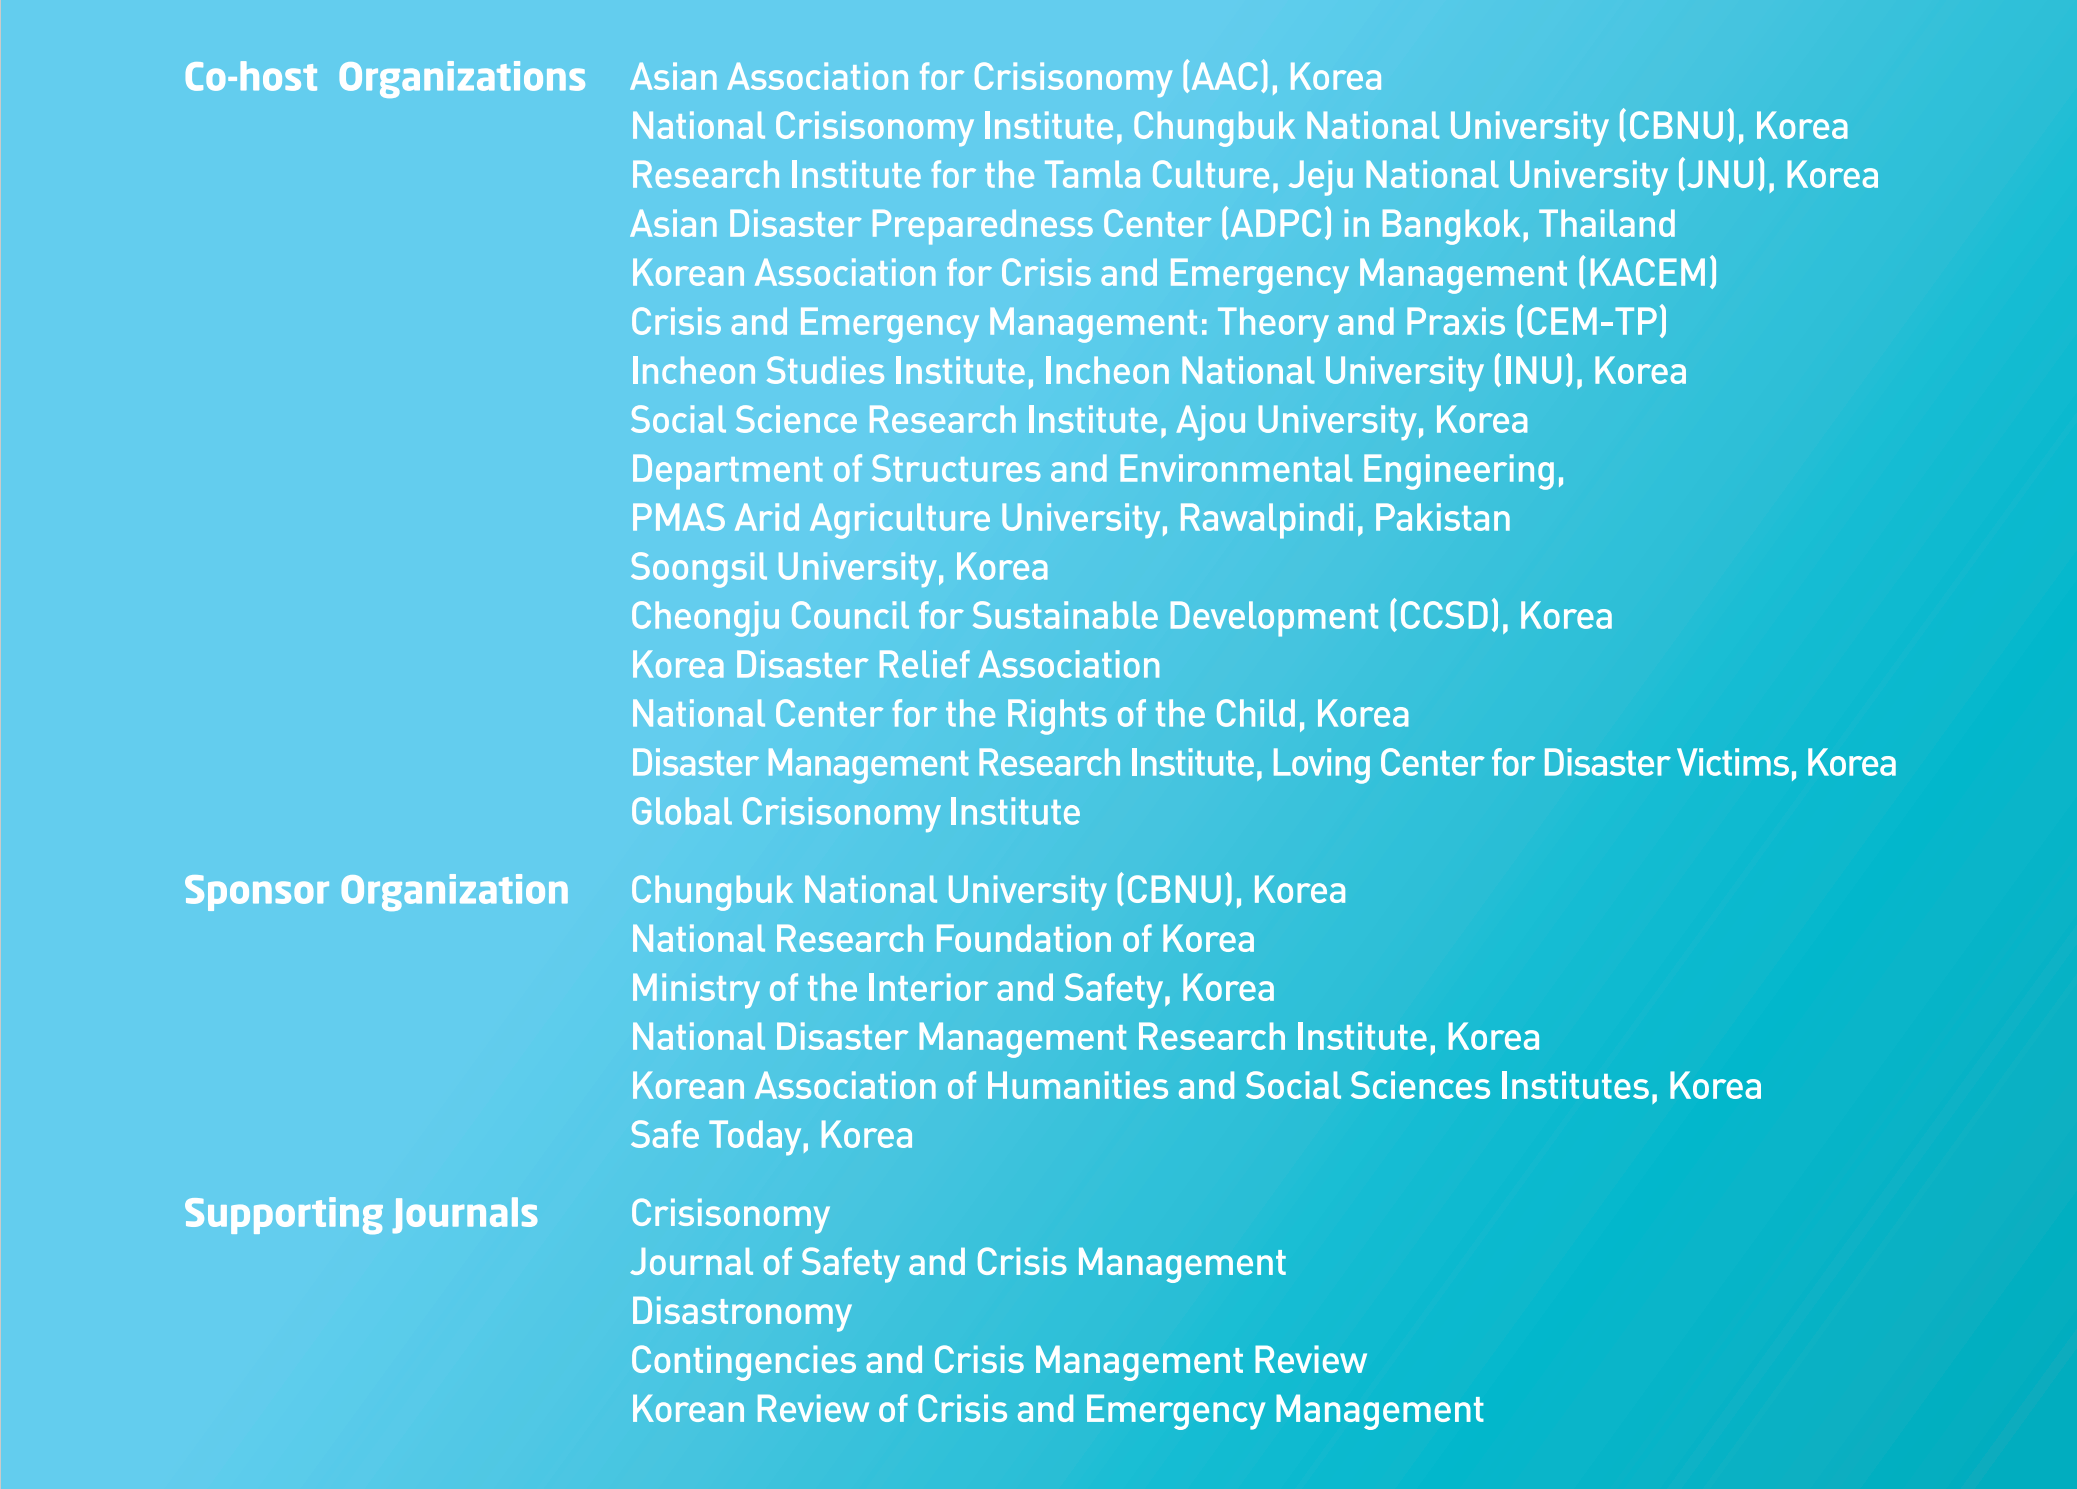 Co-host Organizations Asian Association for Crisisonomy (AAC), Korea
National Crisisonomy Institute, Chungbuk National University (CBNU), Korea
Research Institute for the Tamla Culture, Jeju National University (JNU), Korea
Asian Disaster Preparedness Center (ADPC) in Bangkok, Thailand
Korean Association for Crisis and Emergency Management (KACEM)
Crisis and Emergency Management: Theory and Praxis (CEM-TP)
Incheon Studies Institute, Incheon National University (INU), Korea
Social Science Research Institute, Ajou University, Korea
Department of Structures and Environmental Engineering,
PMAS Arid Agriculture University, Rawalpindi, Pakistan
Soongsil University, Korea
Cheongju Council for Sustainable Development (CCSD), Korea
Korea Disaster Relief Association
National Center for the Rights of the Child, Korea
Disaster Management Research Institute, Loving Center for Disaster Victims, Korea
Global Crisisonomy Institute
Sponsor Organization Chungbuk National University (CBNU), Korea
National Research Foundation of Korea
Ministry of the Interior and Safety, Korea
National Disaster Management Research Institute, Korea
Korean Association of Humanities and Social Sciences Institutes, Korea
Safe Today, Korea
Supporting Journals Crisisonomy
Journal of Safety and Crisis Management
Disastronomy
Contingencies and Crisis Management Review
Korean Review of Crisis and Emergency Management